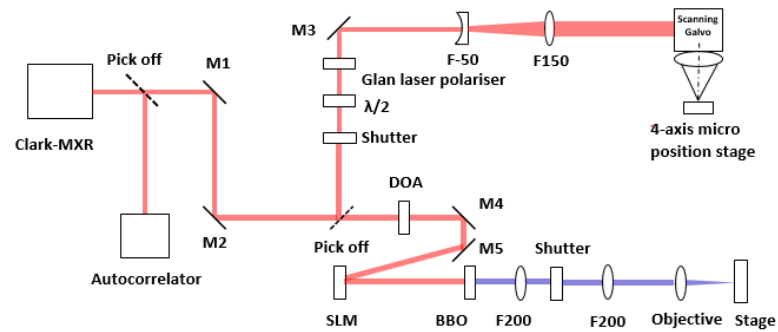 M3
Scanning
Galvo
Pick off
M1
F-50
F150
Glan laser polariser
λ/2
Clark-MXR
Shutter
4-axis micro
position stage
DOA
M4
M2
Pick off
M5
Autocorrelator
Shutter
SLM
BBO
F200
F200
Objective
Stage